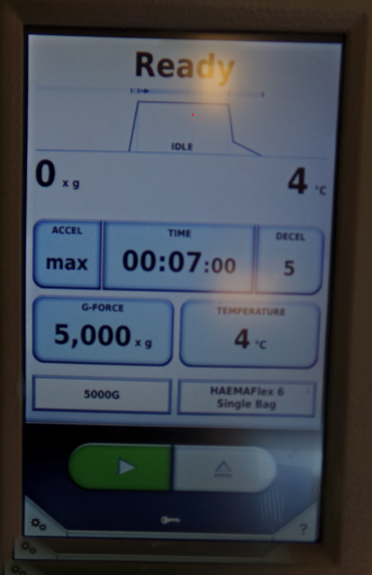 Ready
IDLE
0 x g
4 °C
ACCEL
max
TIME
00:07:00
DECEL
5
G-FORCE
5,000 x g
TEMPERATURE
4 °C
5000G
HAEMAFlex 6
Single Bag
?